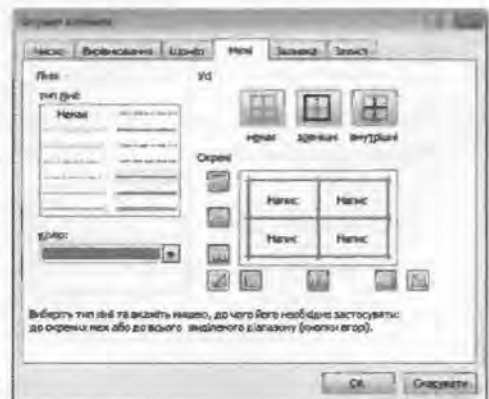 Формат клітинок
Число Вирівнювання Шрифт Межі Заливка Захист
Лінія
тип лінії:
Немає
Колір:
Усі
немає зовнішні внутрішні
Окремі
Напис Напис
Напис Напис
Виберіть тип лінії та вкажіть мишею, до чого його необхідно застосувати:
до окремих меж або до всього виділеного діапазону (кнопки вгорі).
ОК Скасувати